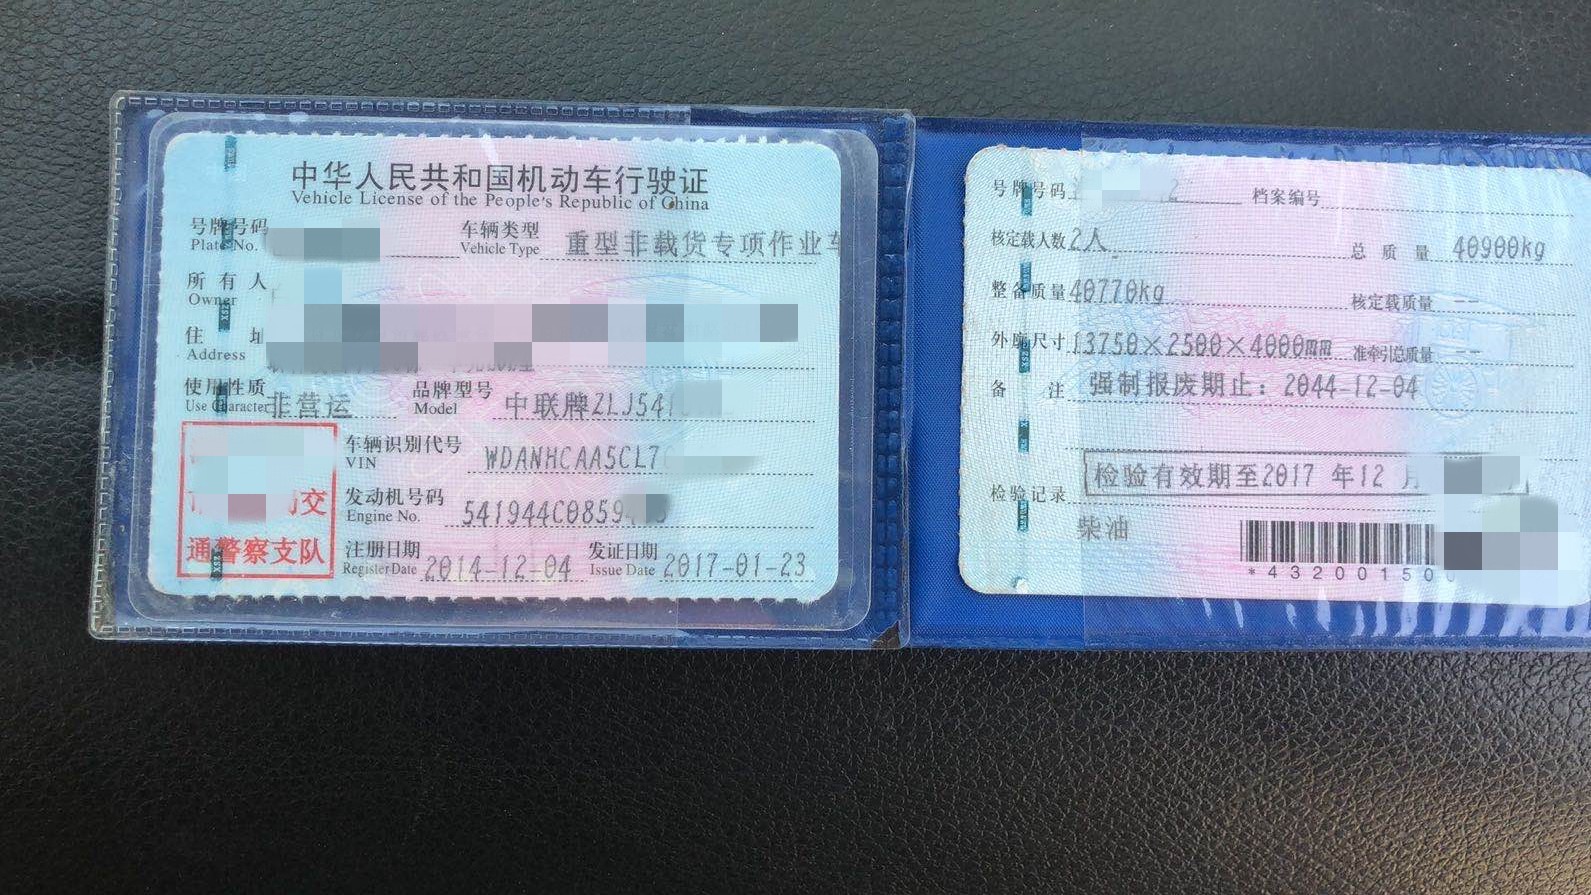 中华人民共和国机动车行驶证
Vehicle License of the People's Republic of China
号牌号码
Plate No.
车辆类型
Vehicle Type
重型非载货专项作业车
所有人
Owner
住址
Address
使用性质
Use Character
非营运
品牌型号
Model
中联牌ZLJ541
交
通警察支队
车辆识别代号
VIN
WDANHCAA5CL7
发动机号码
Engine No.
541944C0859
注册日期
Register Date
2014-12-04
发证日期
Issue Date
2017-01-23
号牌号码
2
档案编号
核定载人数 2人
总质量 40900kg
整备质量 40770kg
核定载质量 --
外廓尺寸 13750×2500×4000mm
准牵引总质量 --
备注 强制报废期止：2044-12-04
检验记录
检验有效期至2017 年12 月
柴油
*43200150